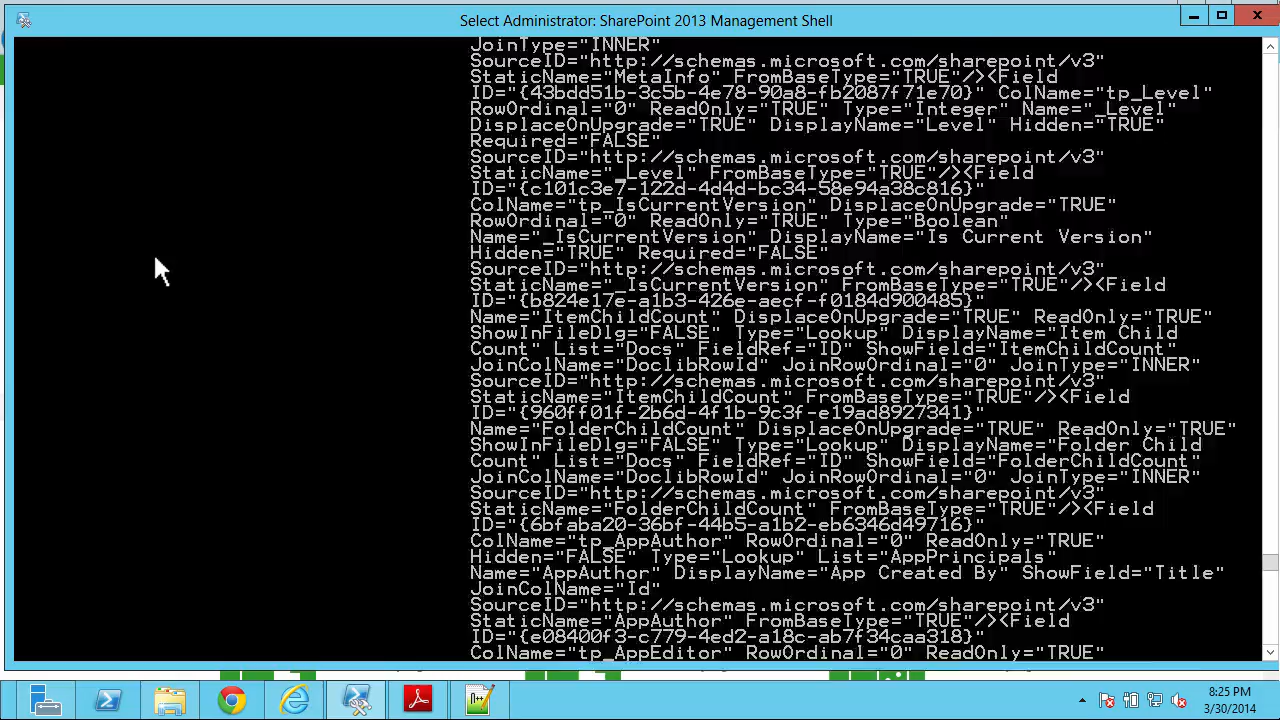 Select Administrator: SharePoint 2013 Management Shell
JoinType="INNER"
SourceID="http://schemas.microsoft.com/sharepoint/v3"
StaticName="MetaInfo" FromBaseType="TRUE"/><Field
ID="{43bdd51b-3c5b-4e78-90a8-fb2087f71e70}" ColName="tp_Level"
RowOrdinal="0" ReadOnly="TRUE" Type="Integer" Name="_Level"
DisplaceOnUpgrade="TRUE" DisplayName="Level" Hidden="TRUE"
Required="FALSE"
SourceID="http://schemas.microsoft.com/sharepoint/v3"
StaticName="_Level" FromBaseType="TRUE"/><Field
ID="{c101c3e7-122d-4d4d-bc34-58e94a38c816}"
ColName="tp_IsCurrentVersion" DisplaceOnUpgrade="TRUE"
RowOrdinal="0" ReadOnly="TRUE" Type="Boolean"
Name="_IsCurrentVersion" DisplayName="Is Current Version"
Hidden="TRUE" Required="FALSE"
SourceID="http://schemas.microsoft.com/sharepoint/v3"
StaticName="_IsCurrentVersion" FromBaseType="TRUE"/><Field
ID="{b824e17e-a1b3-426e-aecf-f0184d900485}"
Name="ItemChildCount" DisplaceOnUpgrade="TRUE" ReadOnly="TRUE"
ShowInFileDlg="FALSE" Type="Lookup" DisplayName="Item Child
Count" List="Docs" FieldRef="ID" ShowField="ItemChildCount"
JoinColName="DoclibRowId" JoinRowOrdinal="0" JoinType="INNER"
SourceID="http://schemas.microsoft.com/sharepoint/v3"
StaticName="ItemChildCount" FromBaseType="TRUE"/><Field
ID="{960ff01f-2b6d-4f1b-9c3f-e19ad8927341}"
Name="FolderChildCount" DisplaceOnUpgrade="TRUE" ReadOnly="TRUE"
ShowInFileDlg="FALSE" Type="Lookup" DisplayName="Folder Child
Count" List="Docs" FieldRef="ID" ShowField="FolderChildCount"
JoinColName="DoclibRowId" JoinRowOrdinal="0" JoinType="INNER"
SourceID="http://schemas.microsoft.com/sharepoint/v3"
StaticName="FolderChildCount" FromBaseType="TRUE"/><Field
ID="{6bfaba20-36bf-44b5-a1b2-eb6346d49716}"
ColName="tp_AppAuthor" RowOrdinal="0" ReadOnly="TRUE"
Hidden="FALSE" Type="Lookup" List="AppPrincipals"
Name="AppAuthor" DisplayName="App Created By" ShowField="Title"
JoinColName="Id"
SourceID="http://schemas.microsoft.com/sharepoint/v3"
StaticName="AppAuthor" FromBaseType="TRUE"/><Field
ID="{e08400f3-c779-4ed2-a18c-ab7f34caa318}"
ColName="tp_AppEditor" RowOrdinal="0" ReadOnly="TRUE"
8:25 PM
3/30/2014